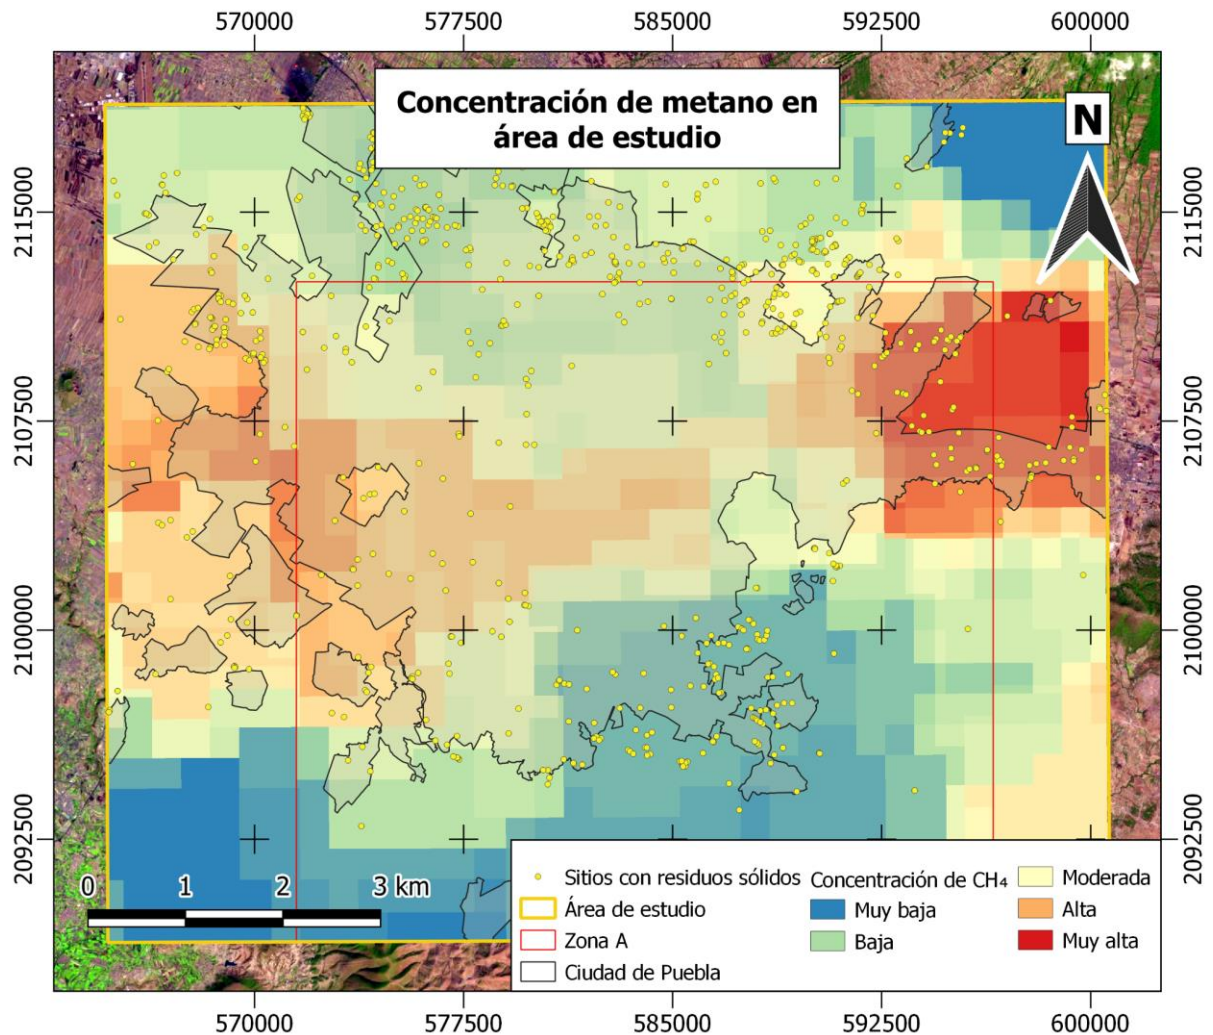 570000 577500 585000 592500 600000
Concentración de metano en
área de estudio
N
2115000 2115000
2107500 2107500
2100000 2100000
2092500 2092500
0 1 2 3 km
Sitios con residuos sólidos
Área de estudio
Zona A
Ciudad de Puebla
Concentración de CH₄
Muy baja
Baja
Moderada
Alta
Muy alta
570000 577500 585000 592500 600000